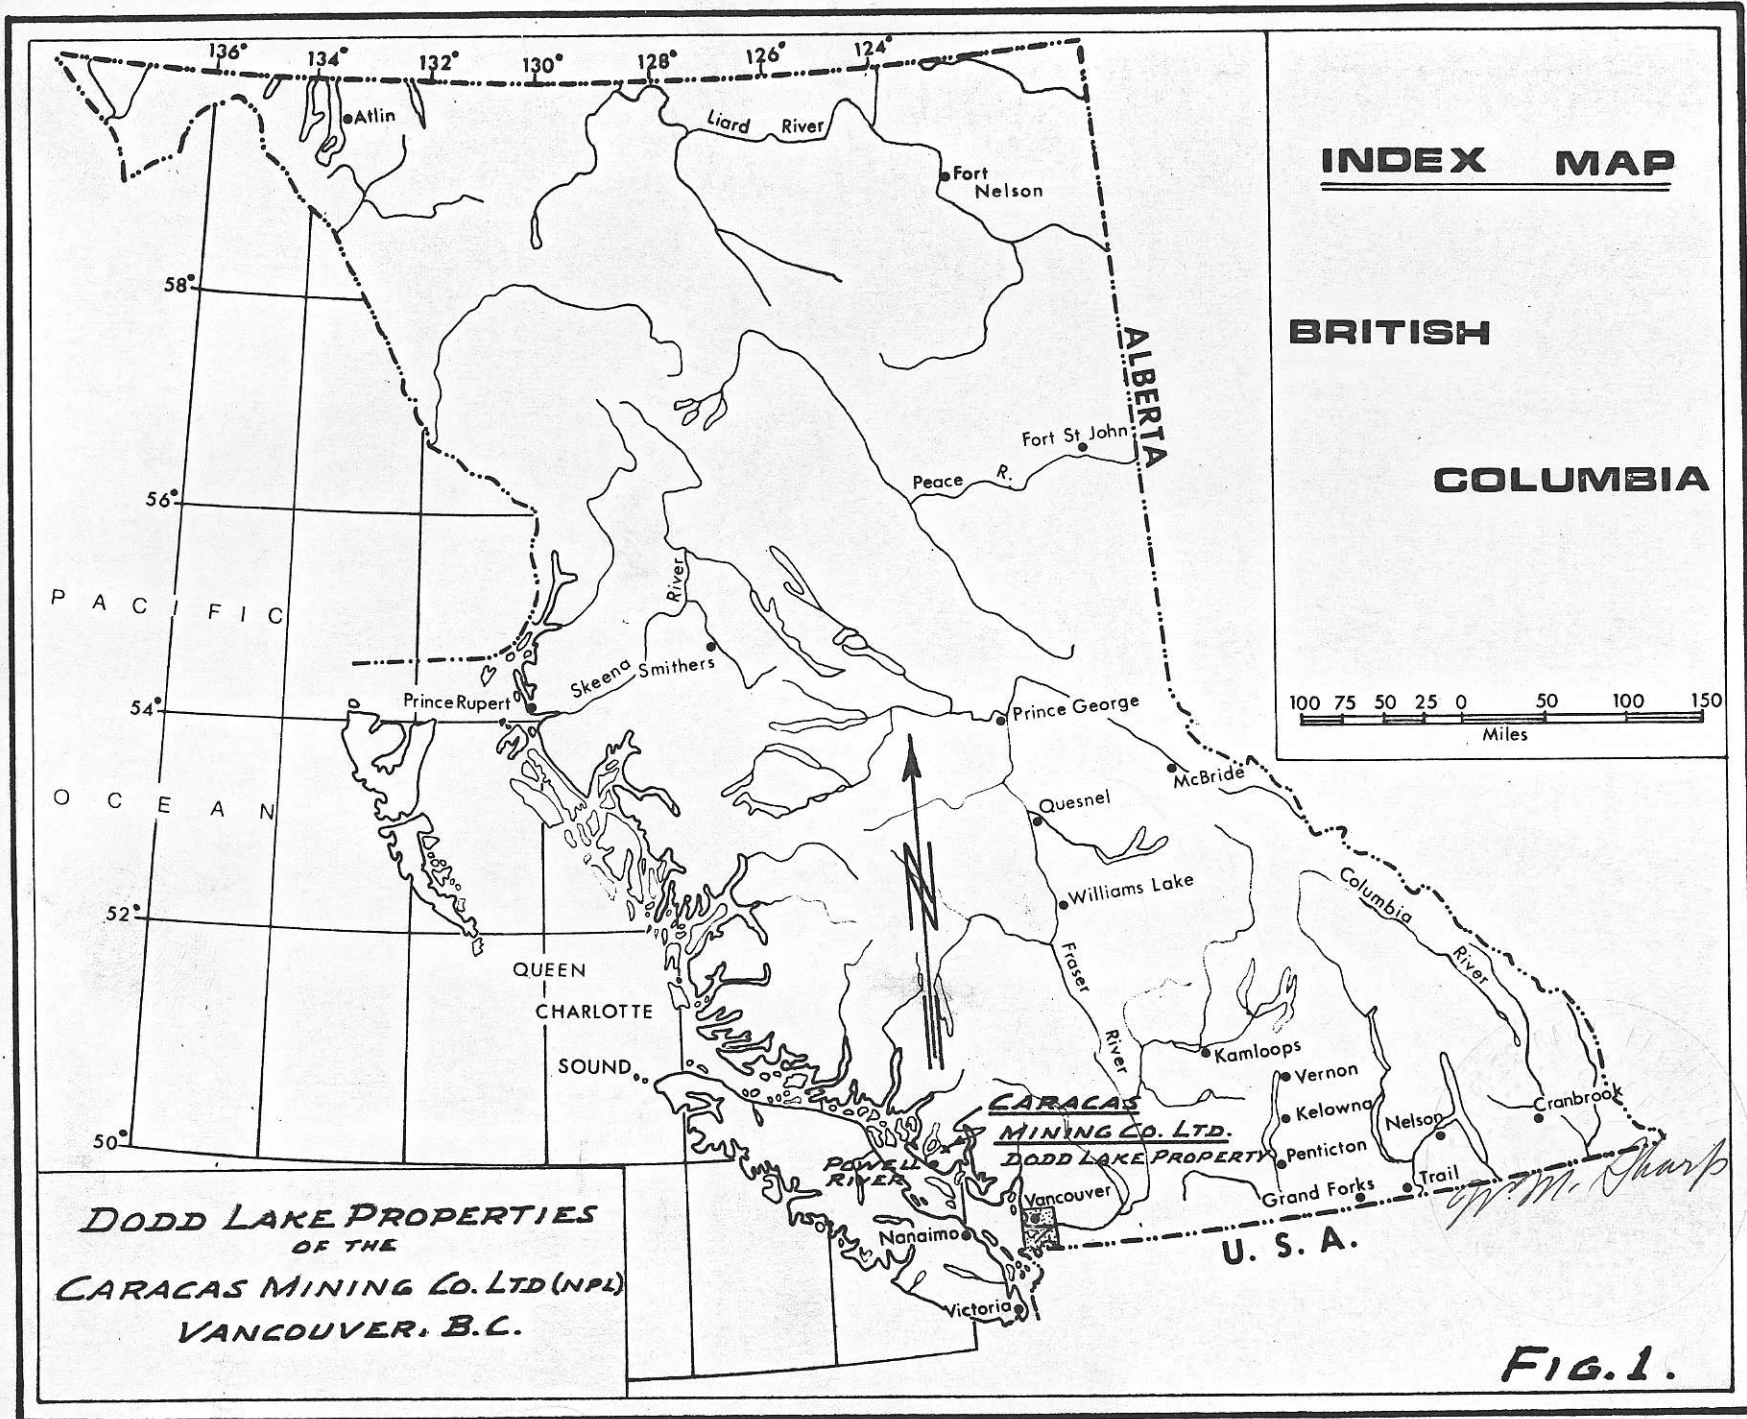 136° 134° 132° 130° 128° 126° 124°
Atlin
Liard River
Fort
Nelson
INDEX MAP
58°
BRITISH
ALBERTA
Fort St John
Peace R.
COLUMBIA
56°
PACIFIC
River
Skeena
Smithers
Prince Rupert
54°
Prince George
100 75 50 25 0 50 100 150
Miles
McBride
OCEAN
Quesnel
Williams Lake
Columbia
River
52°
Fraser
River
QUEEN
CHARLOTTE
SOUND
Kamloops
Vernon
Kelowna
Nelson
Cranbrook
CARACAS
MINING CO. LTD.
DODD LAKE PROPERTY
Penticton
50°
POWELL
RIVER
Vancouver
Grand Forks
Trail
Wm. M. Sharp
Nanaimo
U. S. A.
Victoria
DODD LAKE PROPERTIES
OF THE
CARACAS MINING CO. LTD (NPL)
VANCOUVER. B.C.
FIG. 1.